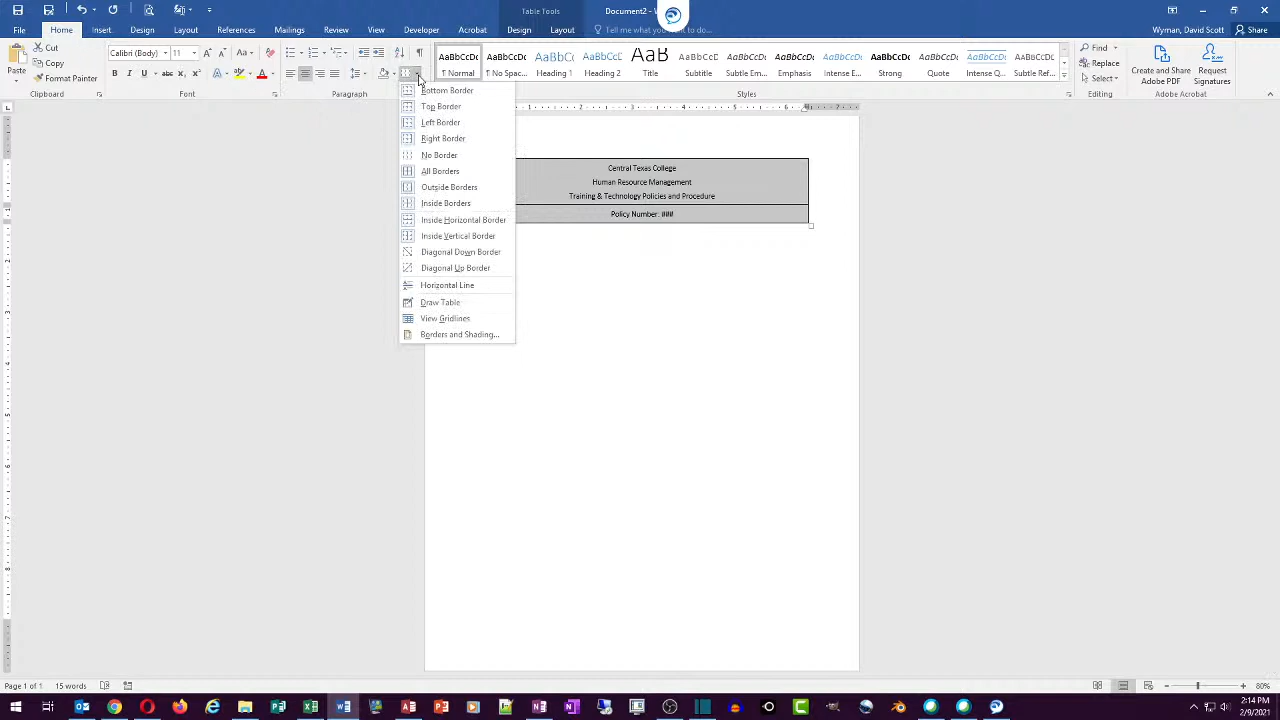 Table Tools
Document2 - W
Wyman, David Scott
File
Home
Insert
Design
Layout
References
Mailings
Review
View
Developer
Acrobat
Design
Layout
Tell me what you want to do...
Share
Paste
Cut
Copy
Format Painter
Clipboard
Calibri (Body)
11
Font
Paragraph
AaBbCcDc
¶ Normal
AaBbCcDc
¶ No Spac...
AaBbCc
Heading 1
AaBbCcC
Heading 2
AaB
Title
AaBbCcC
Subtitle
AaBbCcDc
Subtle Em...
AaBbCcDc
Emphasis
AaBbCcDc
Intense E...
AaBbCcDc
Strong
AaBbCcDc
Quote
AaBbCcDc
Intense Q...
AaBbCcDc
Subtle Ref...
Styles
Find
Replace
Select
Editing
Create and Share
Adobe PDF
Request
Signatures
Adobe Acrobat
Bottom Border
Top Border
Left Border
Right Border
No Border
All Borders
Outside Borders
Inside Borders
Inside Horizontal Border
Inside Vertical Border
Diagonal Down Border
Diagonal Up Border
Horizontal Line
Draw Table
View Gridlines
Borders and Shading...
Central Texas College
Human Resource Management
Training & Technology Policies and Procedure
Policy Number: ###
Page 1 of 1
15 words
80%
2:14 PM
2/9/2021